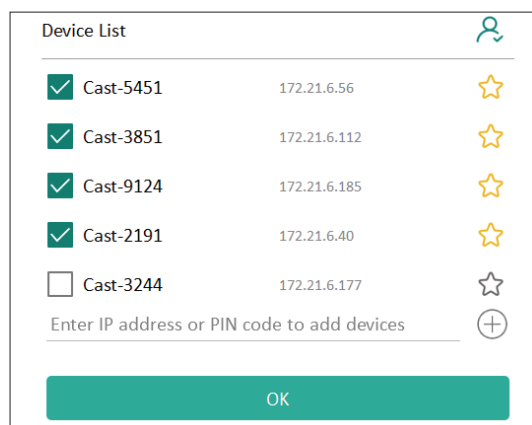 Device List
Cast-5451 172.21.6.56
Cast-3851 172.21.6.112
Cast-9124 172.21.6.185
Cast-2191 172.21.6.40
Cast-3244 172.21.6.177
Enter IP address or PIN code to add devices
OK